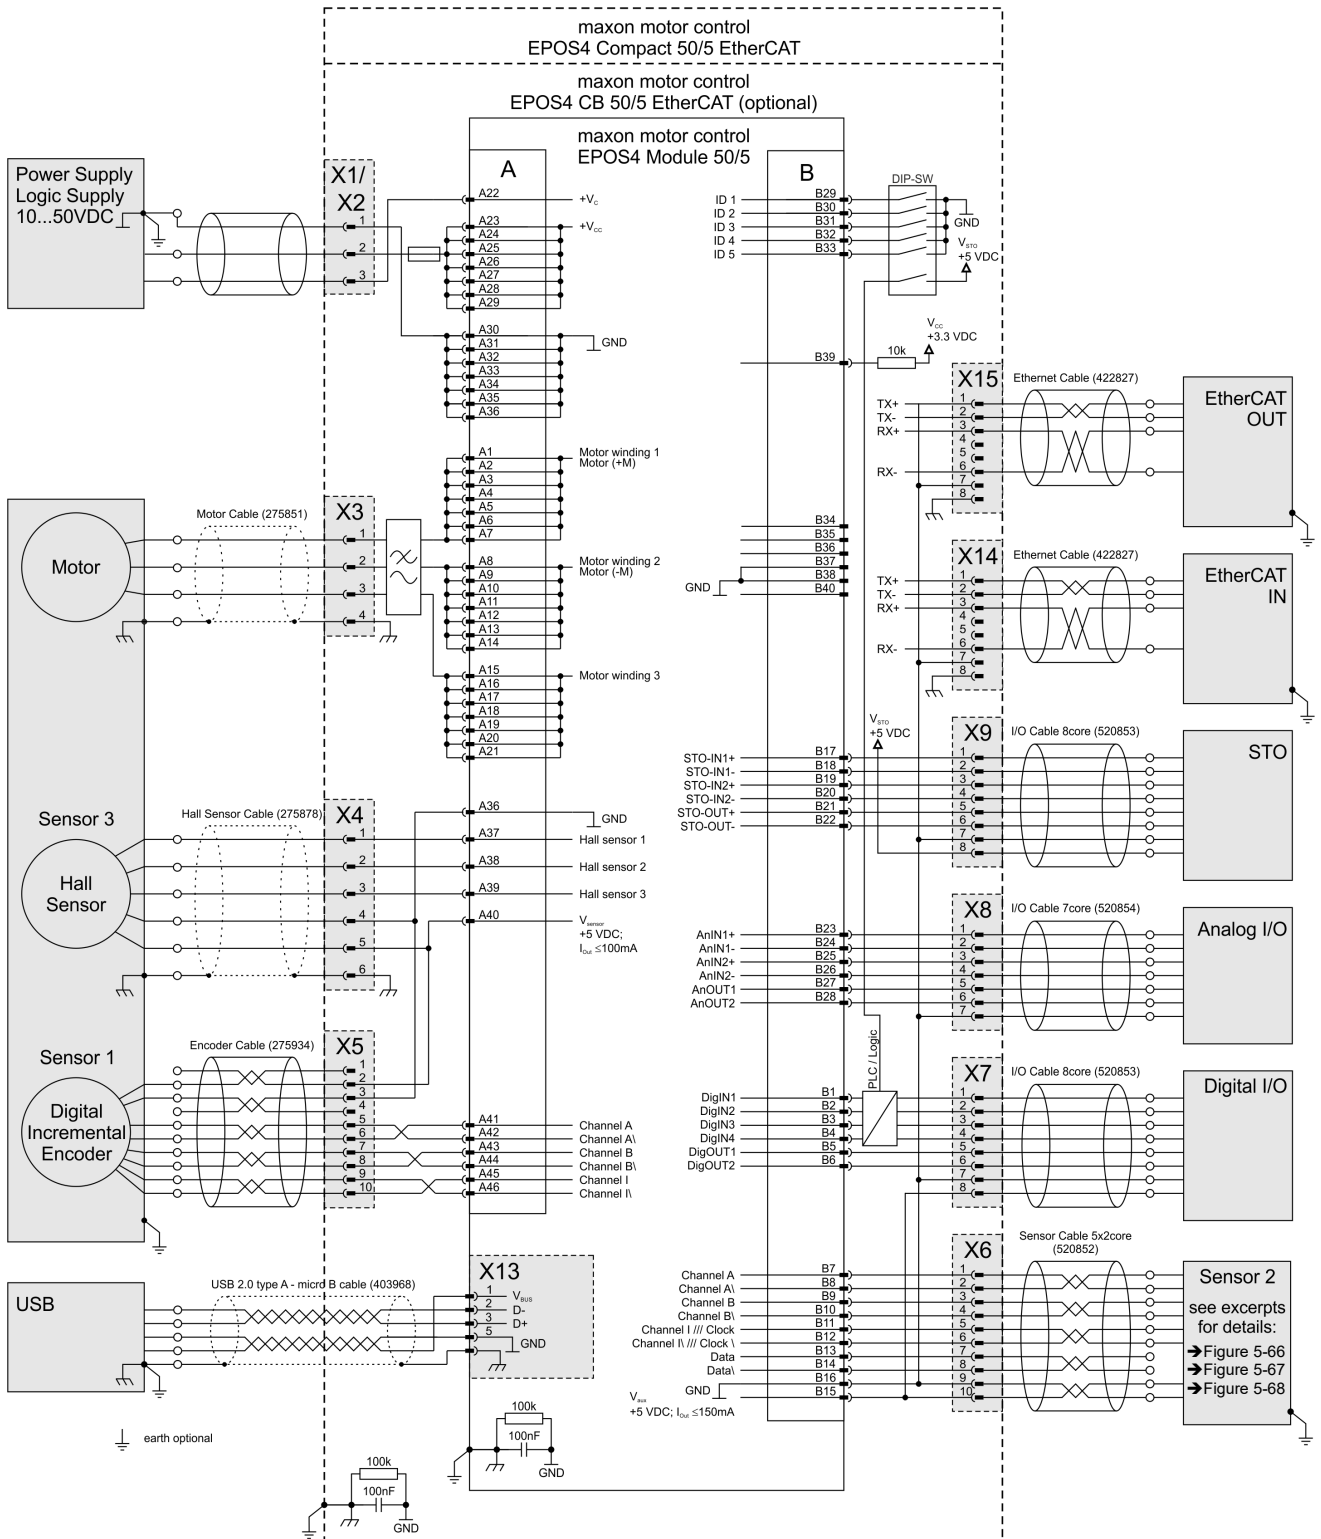 maxon motor control
EPOS4 Compact 50/5 EtherCAT
maxon motor control
EPOS4 CB 50/5 EtherCAT (optional)
maxon motor control
EPOS4 Module 50/5
Power Supply
Logic Supply
10...50VDC
X1/
X2
1
2
3
A
A22
+Vc
A23
+Vcc
A24
A25
A26
A27
A28
A29
A30
GND
A31
A32
A33
A34
A35
A36
A1
Motor winding 1
Motor (+M)
A2
A3
A4
A5
A6
A7
A8
Motor winding 2
Motor (-M)
A9
A10
A11
A12
A13
A14
A15
Motor winding 3
A16
A17
A18
A19
A20
A21
Motor
Motor Cable (275851)
X3
1
2
3
4
Sensor 3
Hall
Sensor
Hall Sensor Cable (275878)
X4
1
2
3
4
5
6
A36
GND
A37
Hall sensor 1
A38
Hall sensor 2
A39
Hall sensor 3
A40
Vsensor
+5 VDC;
IOut ≤100mA
Sensor 1
Digital
Incremental
Encoder
Encoder Cable (275934)
X5
1
2
3
4
5
6
7
8
9
10
A41
Channel A
A42
Channel A\
A43
Channel B
A44
Channel B\
A45
Channel I
A46
Channel I\
USB
USB 2.0 type A - micro B cable (403968)
X13
1
VBUS
2
D-
3
D+
5
GND
earth optional
100k
100nF
GND
100k
100nF
GND
B
DIP-SW
ID 1
B29
ID 2
B30
ID 3
B31
ID 4
B32
ID 5
B33
GND
VSTO
+5 VDC
Vcc
+3.3 VDC
B39
10k
X15
Ethernet Cable (422827)
TX+
1
TX-
2
RX+
3
4
5
RX-
6
7
8
EtherCAT
OUT
B34
B35
B36
B37
B38
GND
B40
X14
Ethernet Cable (422827)
TX+
1
TX-
2
RX+
3
4
5
RX-
6
7
8
EtherCAT
IN
VSTO
+5 VDC
X9
I/O Cable 8core (520853)
STO-IN1+
B17
1
STO-IN1-
B18
2
STO-IN2+
B19
3
STO-IN2-
B20
4
STO-OUT+
B21
5
STO-OUT-
B22
6
7
8
STO
X8
I/O Cable 7core (520854)
AnIN1+
B23
1
AnIN1-
B24
2
AnIN2+
B25
3
AnIN2-
B26
4
AnOUT1
B27
5
AnOUT2
B28
6
7
Analog I/O
PLC / Logic
X7
I/O Cable 8core (520853)
DigIN1
B1
1
DigIN2
B2
2
DigIN3
B3
3
DigIN4
B4
4
DigOUT1
B5
5
DigOUT2
B6
6
7
8
Digital I/O
X6
Sensor Cable 5x2core
(520852)
Channel A
B7
1
Channel A\
B8
2
Channel B
B9
3
Channel B\
B10
4
Channel I /// Clock
B11
5
Channel I\ /// Clock \
B12
6
Data
B13
7
Data\
B14
8
GND
B16
9
Vaux
B15
10
+5 VDC; IOut ≤150mA
Sensor 2
see excerpts
for details:
➔Figure 5-66
➔Figure 5-67
➔Figure 5-68